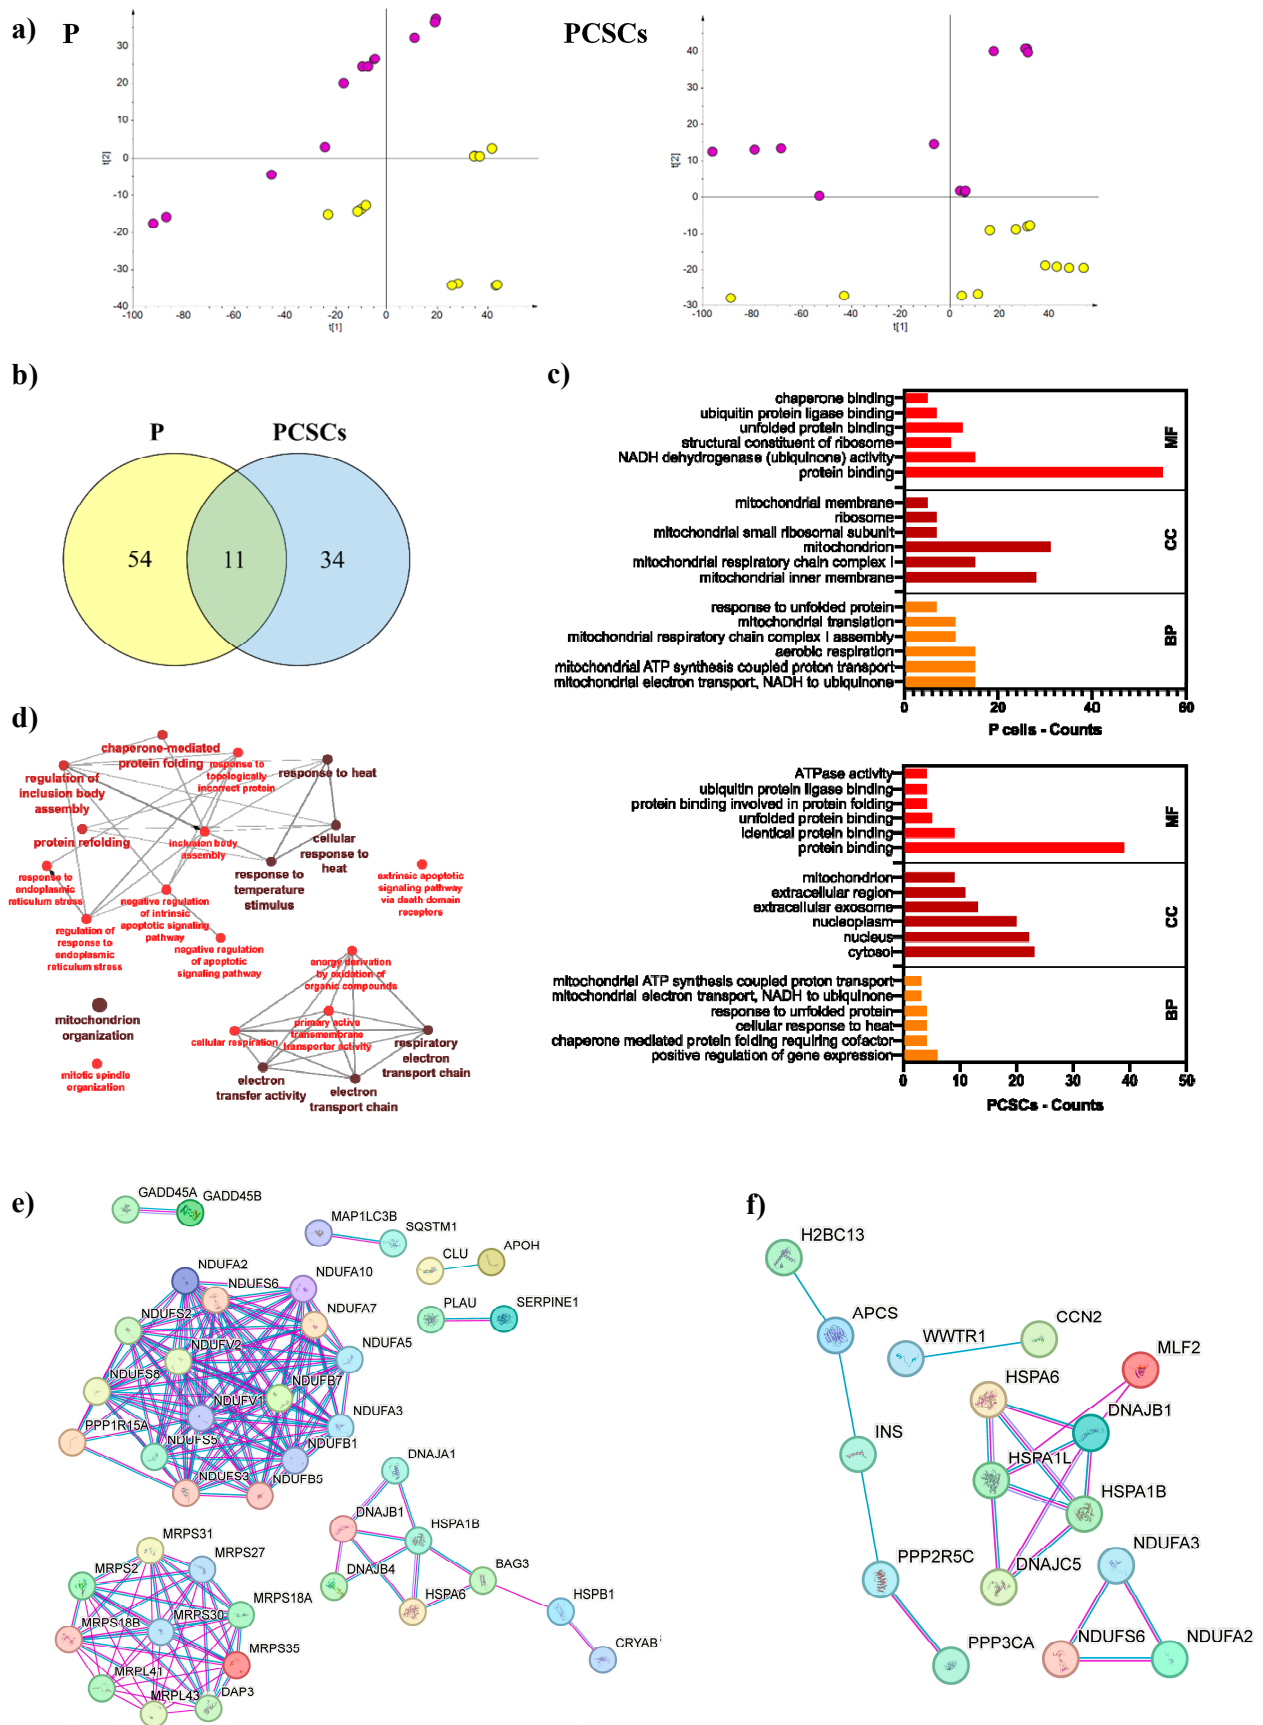 a) P
PCSCs
30
20
10
0
-10
-20
-30
-40
t[2]
-100 -80 -60 -40 -20 0 20 40
t[1]
40
30
20
10
0
-10
-20
-30
t[2]
-100 -80 -60 -40 -20 0 20 40
t[1]
b)
P PCSCs
54 11 34
c)
chaperone binding
ubiquitin protein ligase binding
unfolded protein binding
structural constituent of ribosome
NADH dehydrogenase (ubiquinone) activity
protein binding
MF
mitochondrial membrane
ribosome
mitochondrial small ribosomal subunit
mitochondrion
mitochondrial respiratory chain complex I
mitochondrial inner membrane
CC
response to unfolded protein
mitochondrial translation
mitochondrial respiratory chain complex I assembly
aerobic respiration
mitochondrial ATP synthesis coupled proton transport
mitochondrial electron transport, NADH to ubiquinone
BP
0 20 40 60
P cells - Counts
ATPase activity
ubiquitin protein ligase binding
protein binding involved in protein folding
unfolded protein binding
identical protein binding
protein binding
MF
mitochondrion
extracellular region
extracellular exosome
nucleoplasm
nucleus
cytosol
CC
mitochondrial ATP synthesis coupled proton transport
mitochondrial electron transport, NADH to ubiquinone
response to unfolded protein
cellular response to heat
chaperone mediated protein folding requiring cofactor
positive regulation of gene expression
BP
0 10 20 30 40 50
PCSCs - Counts
d)
chaperone-mediated
protein folding
response to
topologically
incorrect protein
response to heat
regulation of
inclusion body
assembly
protein refolding
inclusion body
assembly
cellular
response to
heat
response to
endoplasmic
reticulum stress
negative regulation
of intrinsic
apoptotic signaling
pathway
response to
temperature
stimulus
extrinsic apoptotic
signaling pathway
via death domain
receptors
regulation of
response to
endoplasmic
reticulum stress
negative regulation
of apoptotic
signaling pathway
energy derivation
by oxidation of
organic compounds
mitochondrion
organization
primary active
transmembrane
transporter activity
cellular respiration
respiratory
electron
transport chain
mitotic spindle
organization
electron
transfer activity
electron
transport chain
e)
GADD45A
GADD45B
MAP1LC3B
SQSTM1
CLU
APOH
PLAU
SERPINE1
NDUFA2
NDUFS6
NDUFA10
NDUFS2
NDUFA7
NDUFV2
NDUFA5
NDUFS8
NDUFB7
NDUFV1
NDUFA3
PPP1R15A
NDUFS5
NDUFB1
NDUFS3
NDUFB5
DNAJA1
DNAJB1
HSPA1B
DNAJB4
BAG3
HSPA6
HSPB1
CRYAB
MRPS31
MRPS27
MRPS2
MRPS18A
MRPS18B
MRPS30
MRPS35
MRPL41
MRPL43
DAP3
f)
H2BC13
APCS
WWTR1
CCN2
MLF2
HSPA6
DNAJB1
INS
HSPA1L
HSPA1B
PPP2R5C
DNAJC5
NDUFA3
PPP3CA
NDUFS6
NDUFA2